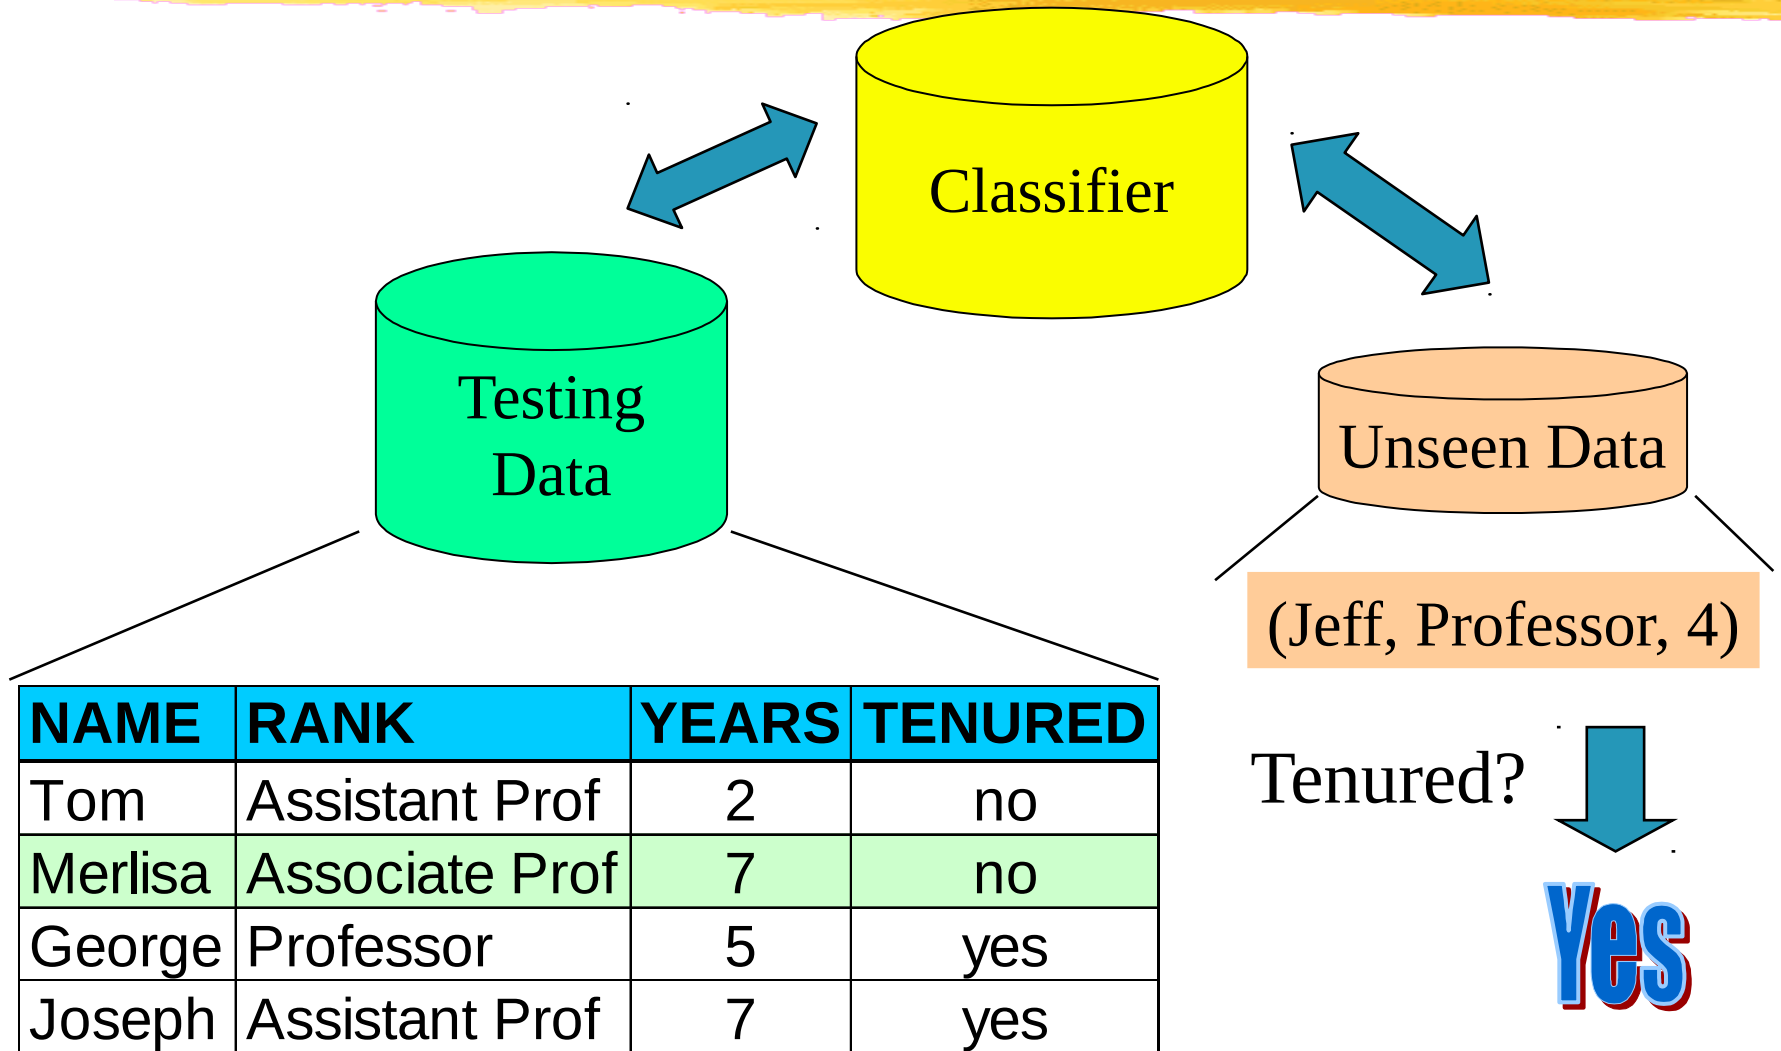 Classifier
Testing
Data
Unseen Data
(Jeff, Professor, 4)
NAME RANK YEARS TENURED
Tom Assistant Prof 2 no
Merlisa Associate Prof 7 no
George Professor 5 yes
Joseph Assistant Prof 7 yes
Tenured?
Yes